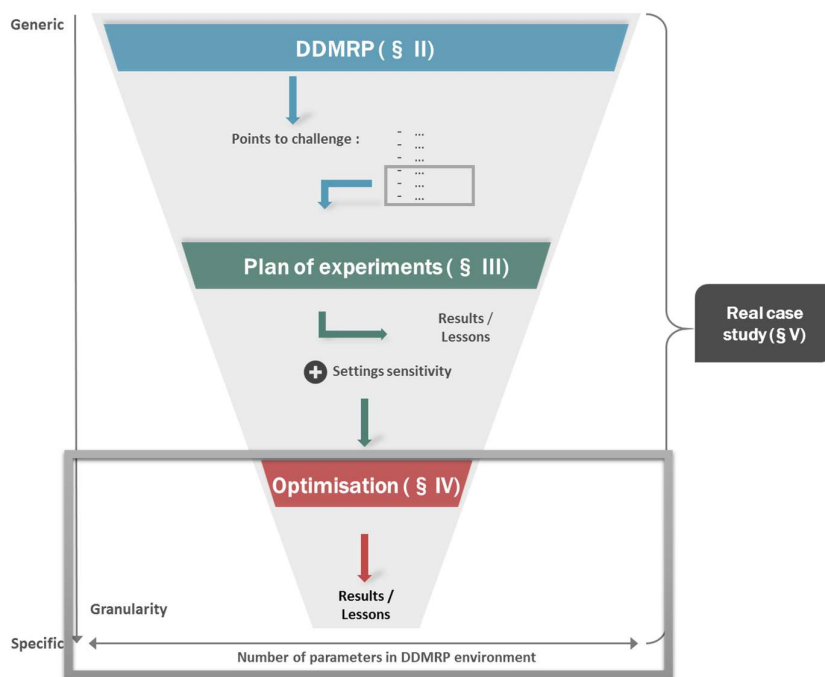 Generic
DDMRP ( § II)
Points to challenge :
- ...
- ...
- ...
- ...
- ...
- ...
Plan of experiments ( § III)
Results /
Lessons
Settings sensitivity
Real case
study (§ V)
Optimisation ( § IV)
Results /
Lessons
Granularity
Specific
Number of parameters in DDMRP environment